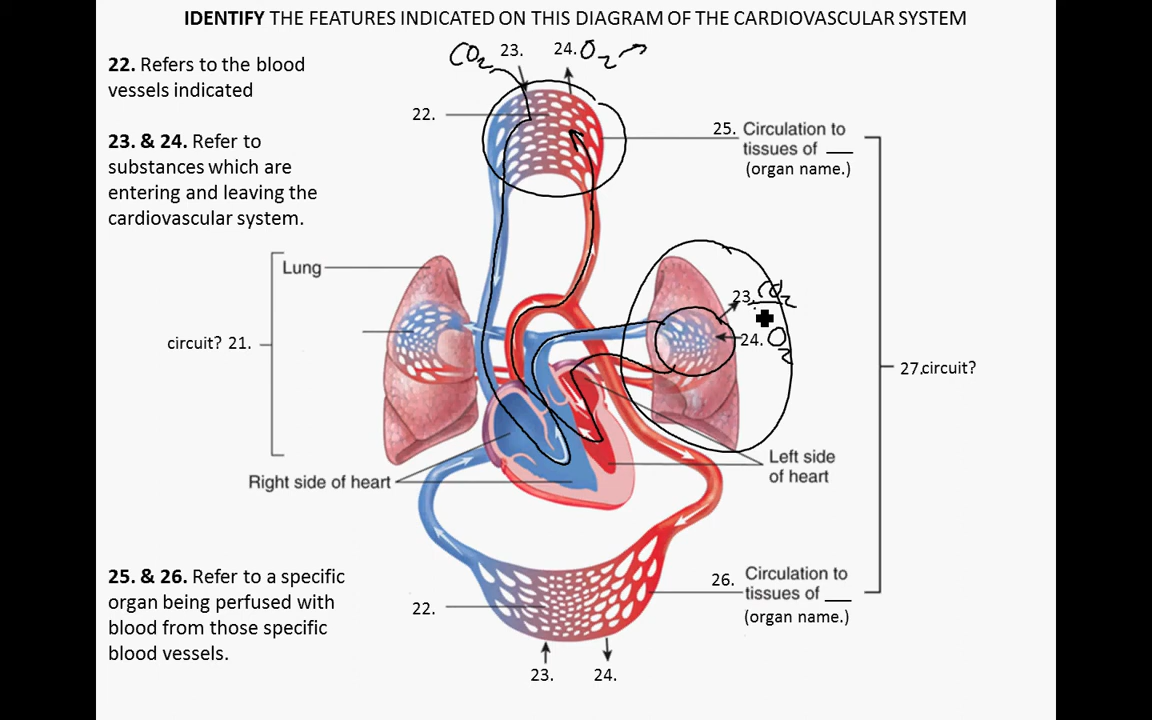 IDENTIFY THE FEATURES INDICATED ON THIS DIAGRAM OF THE CARDIOVASCULAR SYSTEM
22. Refers to the blood
vessels indicated
23. & 24. Refer to
substances which are
entering and leaving the
cardiovascular system.
CO2
23.
24.
O2
22.
25. Circulation to
tissues of ___
(organ name.)
Lung
circuit? 21.
23.
CO2
24.
O2
27.circuit?
Left side
of heart
Right side of heart
25. & 26. Refer to a specific
organ being perfused with
blood from those specific
blood vessels.
22.
26. Circulation to
tissues of ___
(organ name.)
23.
24.